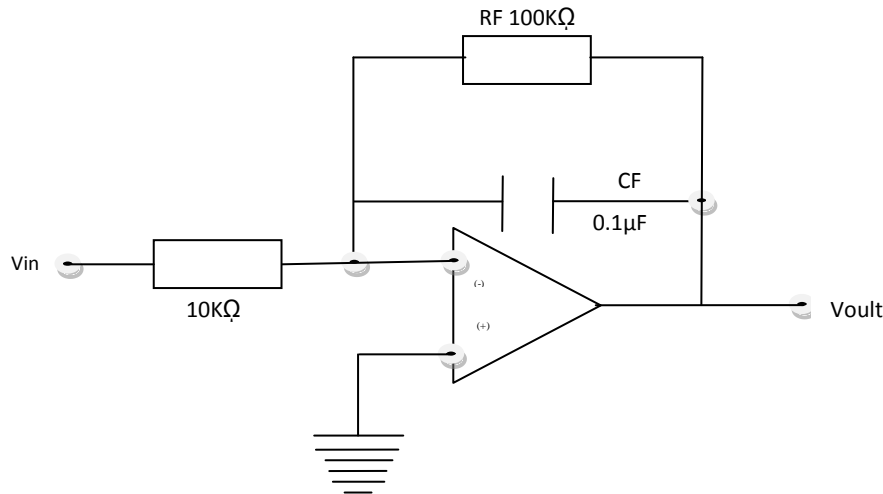 RF 100KΩ
CF
0.1µF
Vin
(-)
10KΩ
(+)
Voult